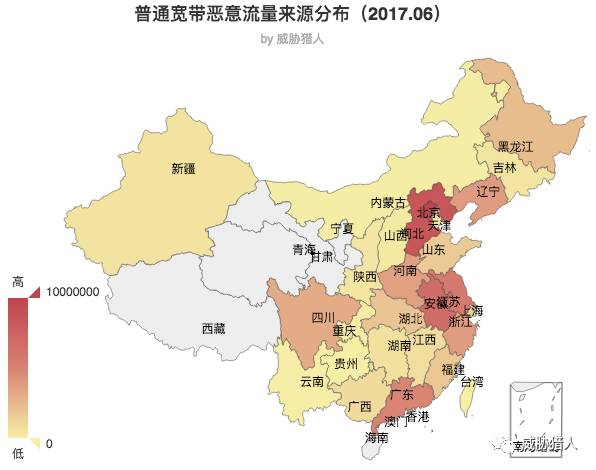 普通宽带恶意流量来源分布（2017.06）
by 威胁猎人
黑龙江
新疆
吉林
辽宁
内蒙古
北京
宁夏
天津
山西
河北
青海
甘肃
山东
陕西
河南
高
10000000
安徽
江苏
上海
四川
湖北
浙江
西藏
重庆
湖南
江西
贵州
福建
云南
台湾
广东
广西
香港
澳门
海南
0
低
南
威胁猎人